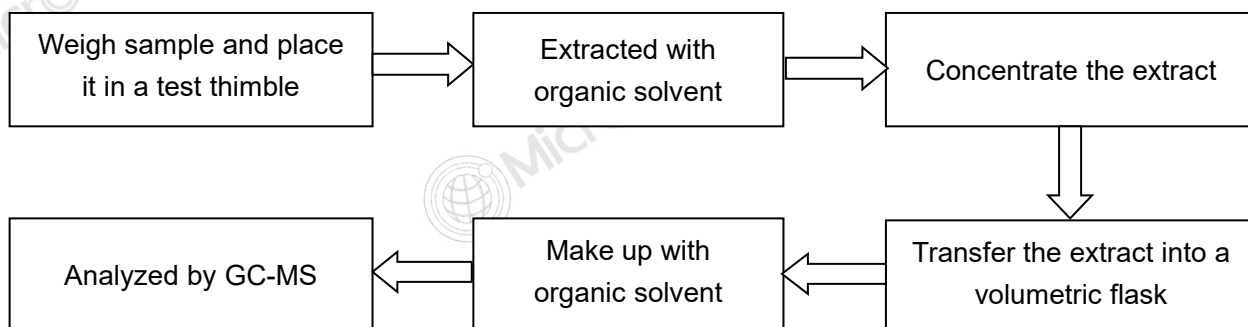 Weigh sample and place
it in a test thimble
Extracted with
organic solvent
Concentrate the extract
Transfer the extract into a
volumetric flask
Make up with
organic solvent
Analyzed by GC-MS